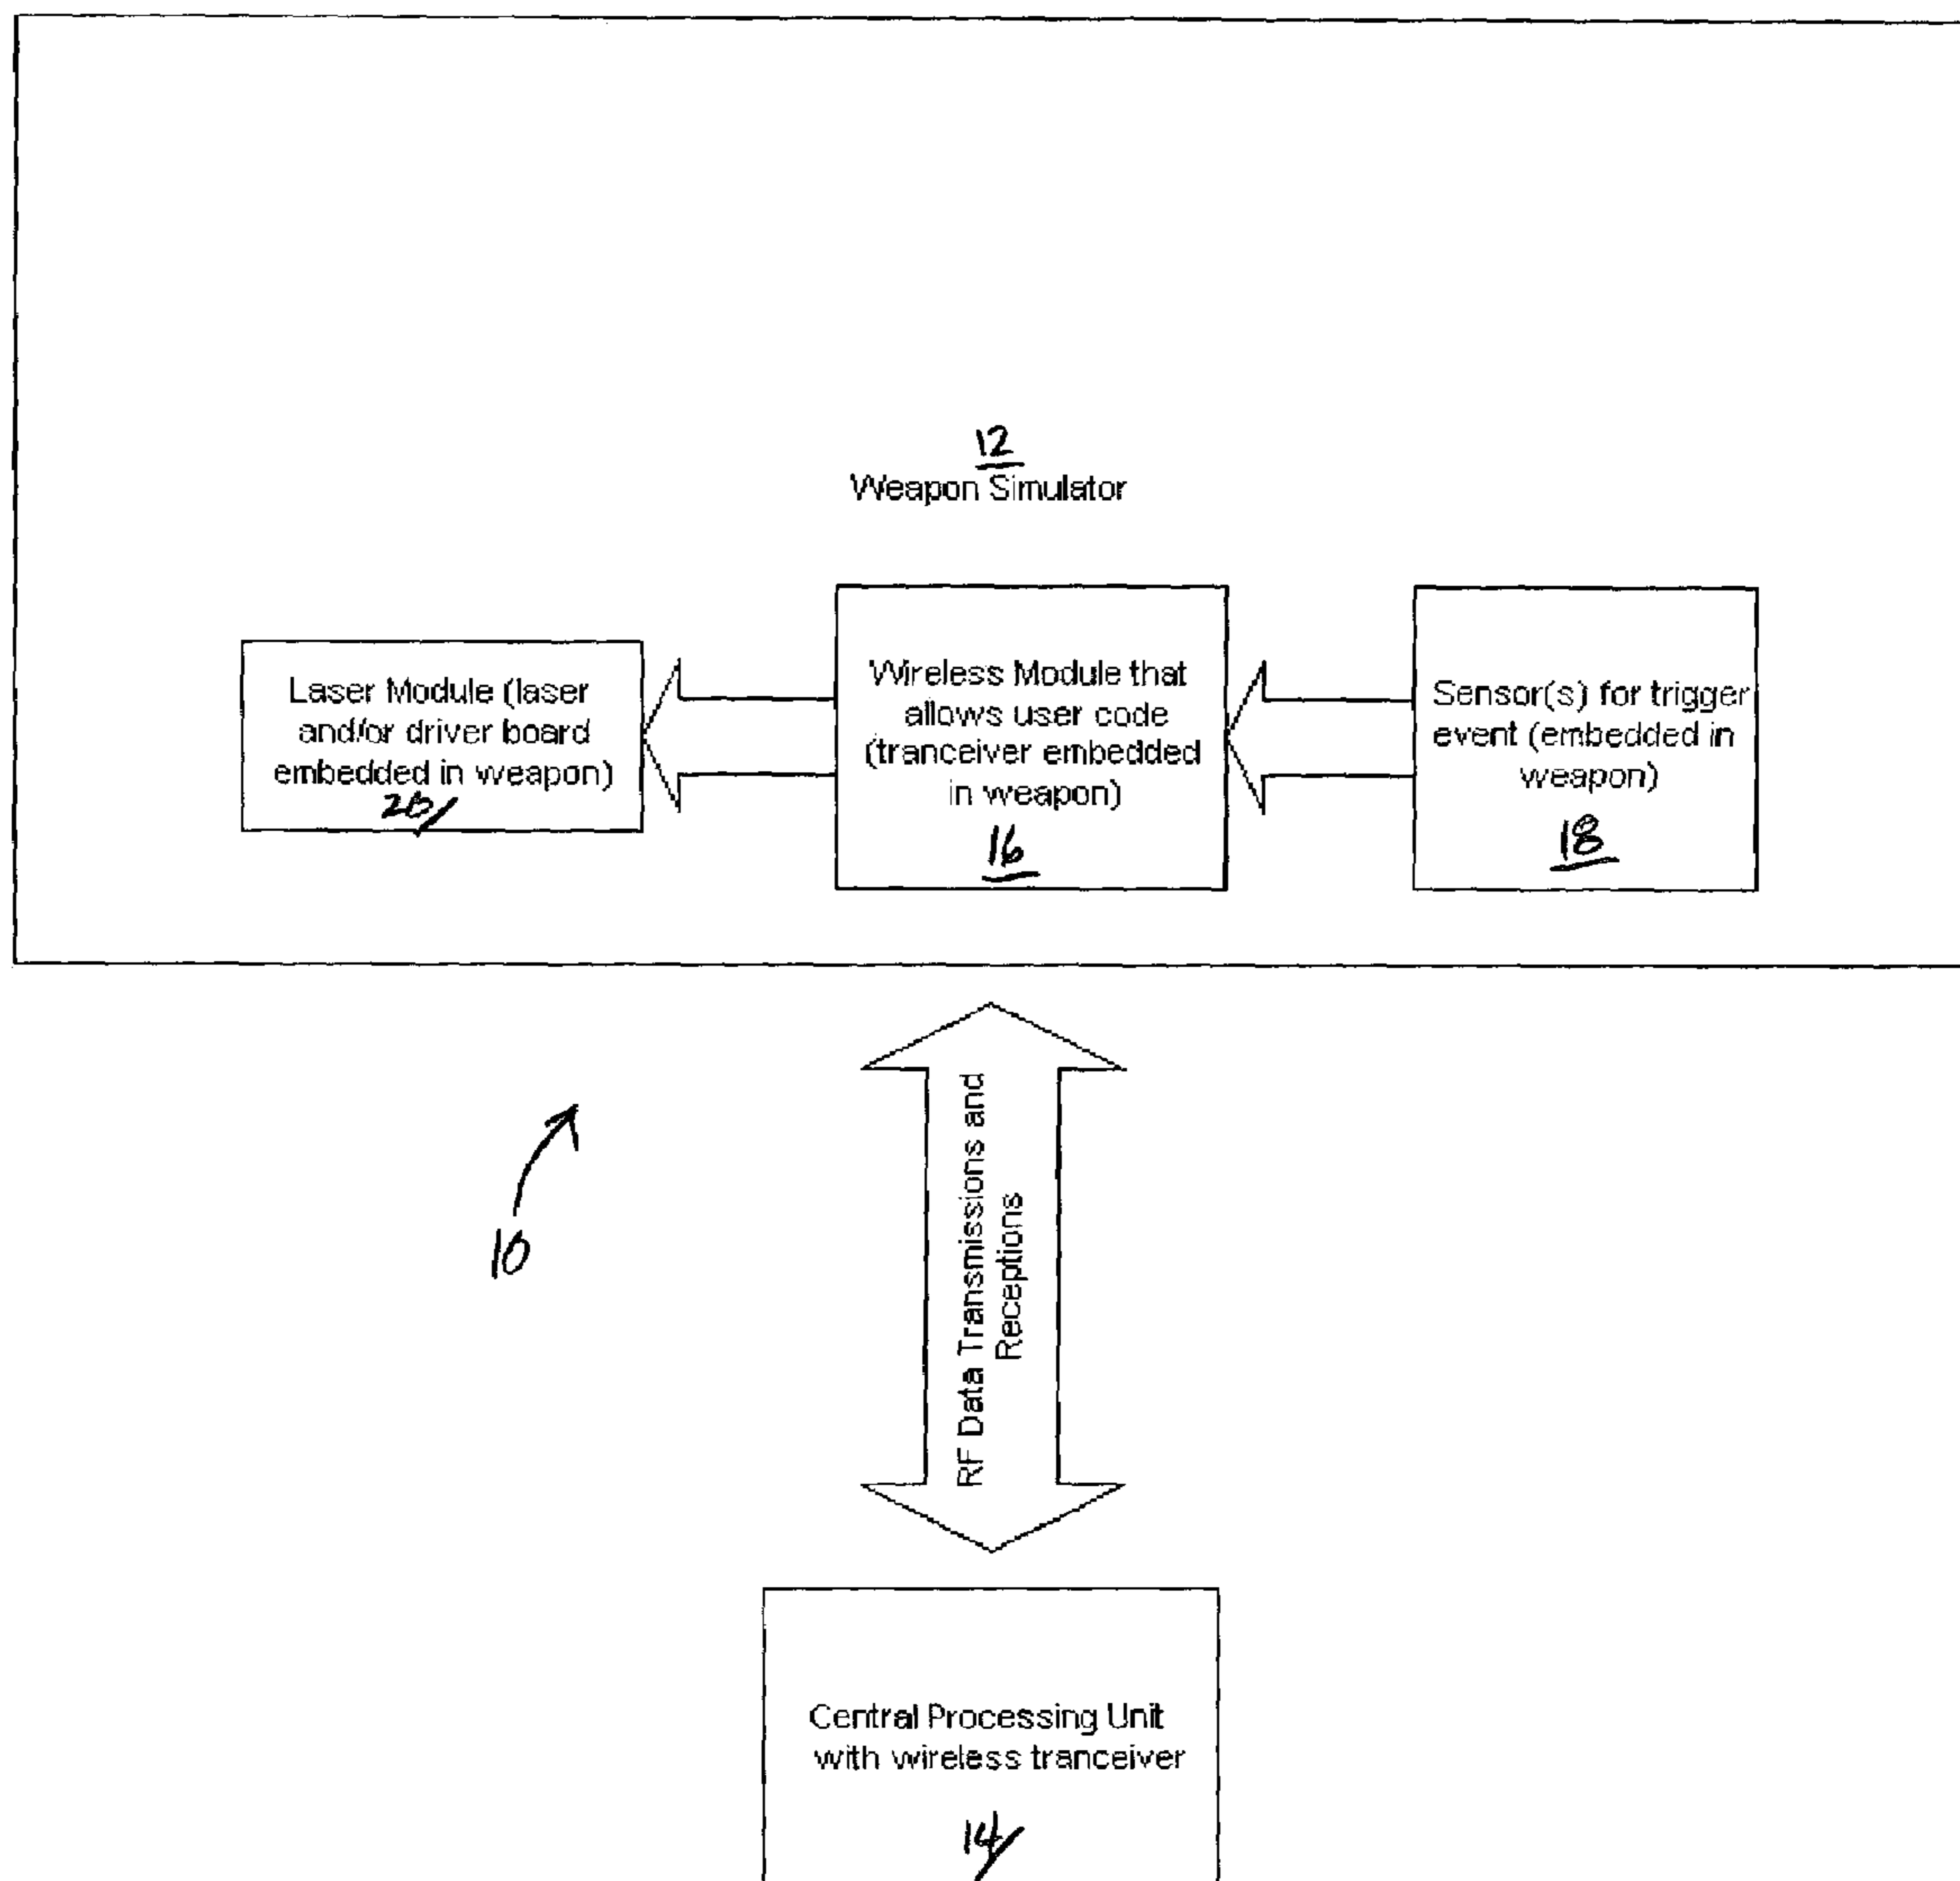 12
Weapon Simulator
Laser Module (laser
and/or driver board
embedded in weapon)
20
Wireless Module that
allows user code
(tranceiver embedded
in weapon)
16
Sensor(s) for trigger
event (embedded in
weapon)
18
RF Data Transmissions and
Receptions
10
Central Processing Unit
with wireless tranceiver
14